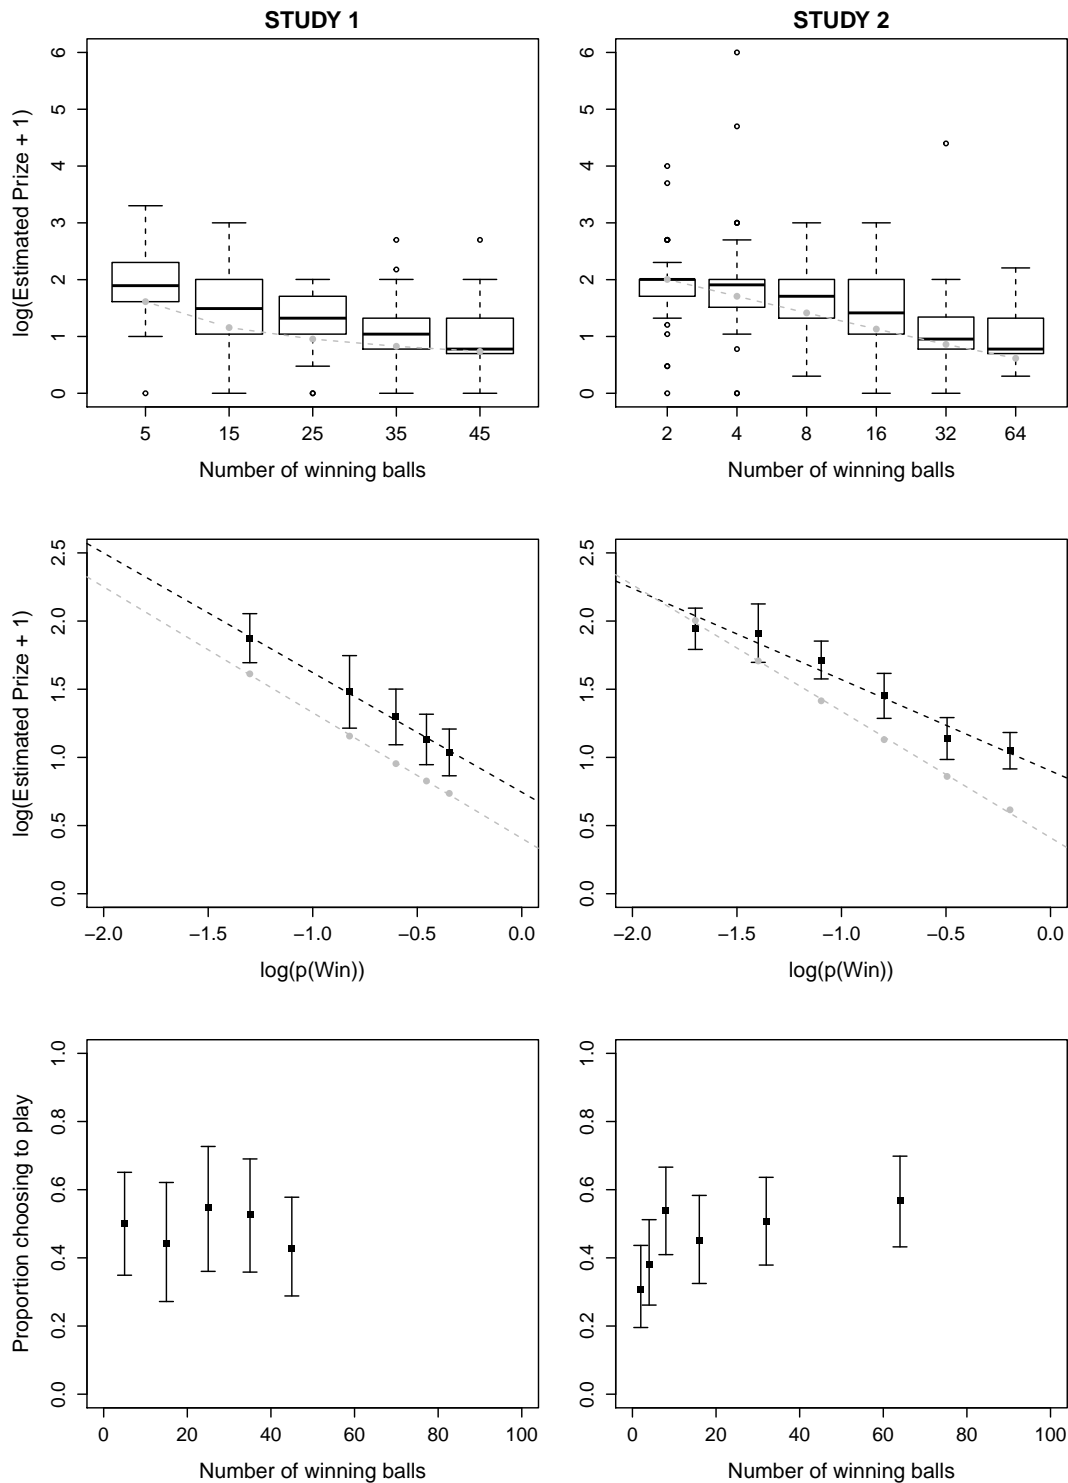 STUDY 1
STUDY 2
log(Estimated Prize + 1)
0 1 2 3 4 5 6
5 15 25 35 45
Number of winning balls
0 1 2 3 4 5 6
2 4 8 16 32 64
Number of winning balls
log(Estimated Prize + 1)
0.0 0.5 1.0 1.5 2.0 2.5
−2.0 −1.5 −1.0 −0.5 0.0
log(p(Win))
0.0 0.5 1.0 1.5 2.0 2.5
−2.0 −1.5 −1.0 −0.5 0.0
log(p(Win))
Proportion choosing to play
0.0 0.2 0.4 0.6 0.8 1.0
0 20 40 60 80 100
Number of winning balls
0.0 0.2 0.4 0.6 0.8 1.0
0 20 40 60 80 100
Number of winning balls